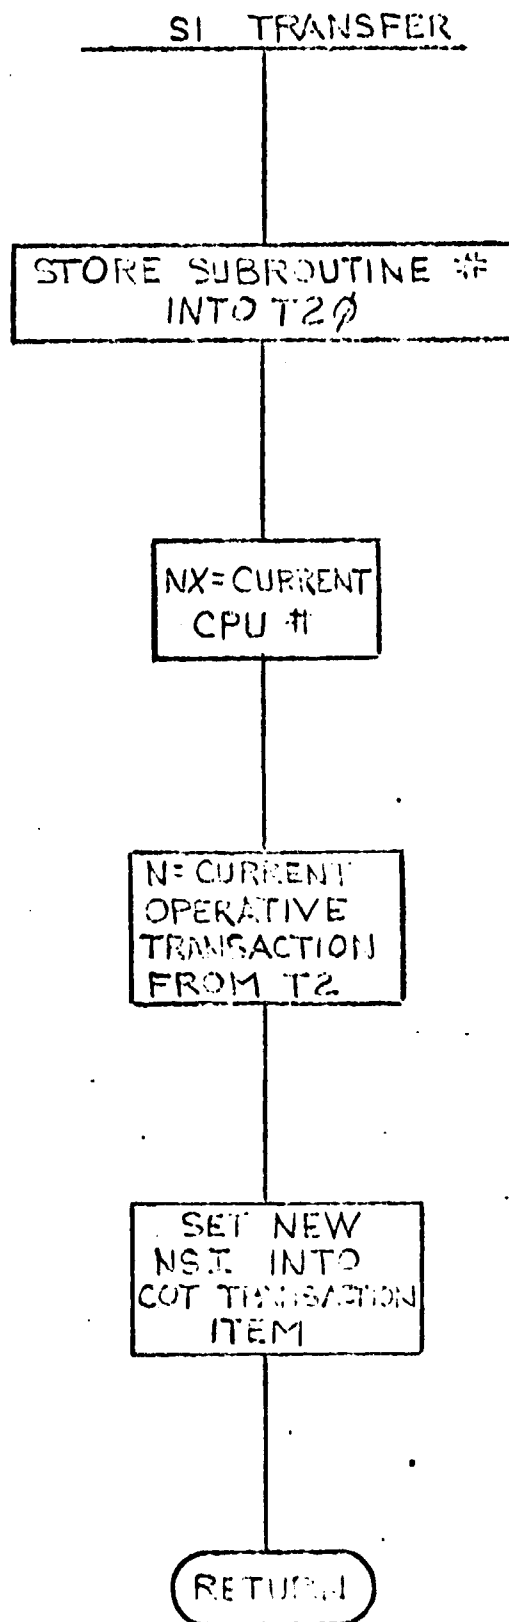 SI TRANSFER
STORE SUBROUTINE #
INTO T2Ø
NX=CURRENT
CPU #
N=CURRENT
OPERATIVE
TRANSACTION
FROM T2
SET NEW
NSI INTO
COT TRANSACTION
ITEM
RETURN